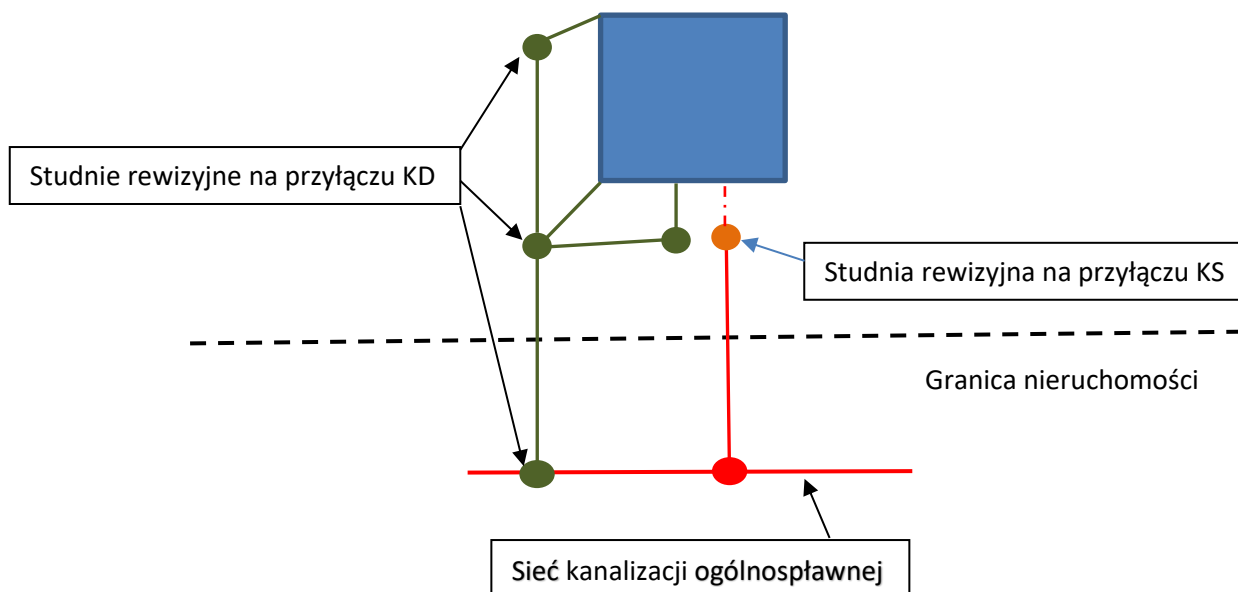 Studnie rewizyjne na przyłączu KD
Studnia rewizyjna na przyłączu KS
Granica nieruchomości
Sieć kanalizacji ogólnospławnej